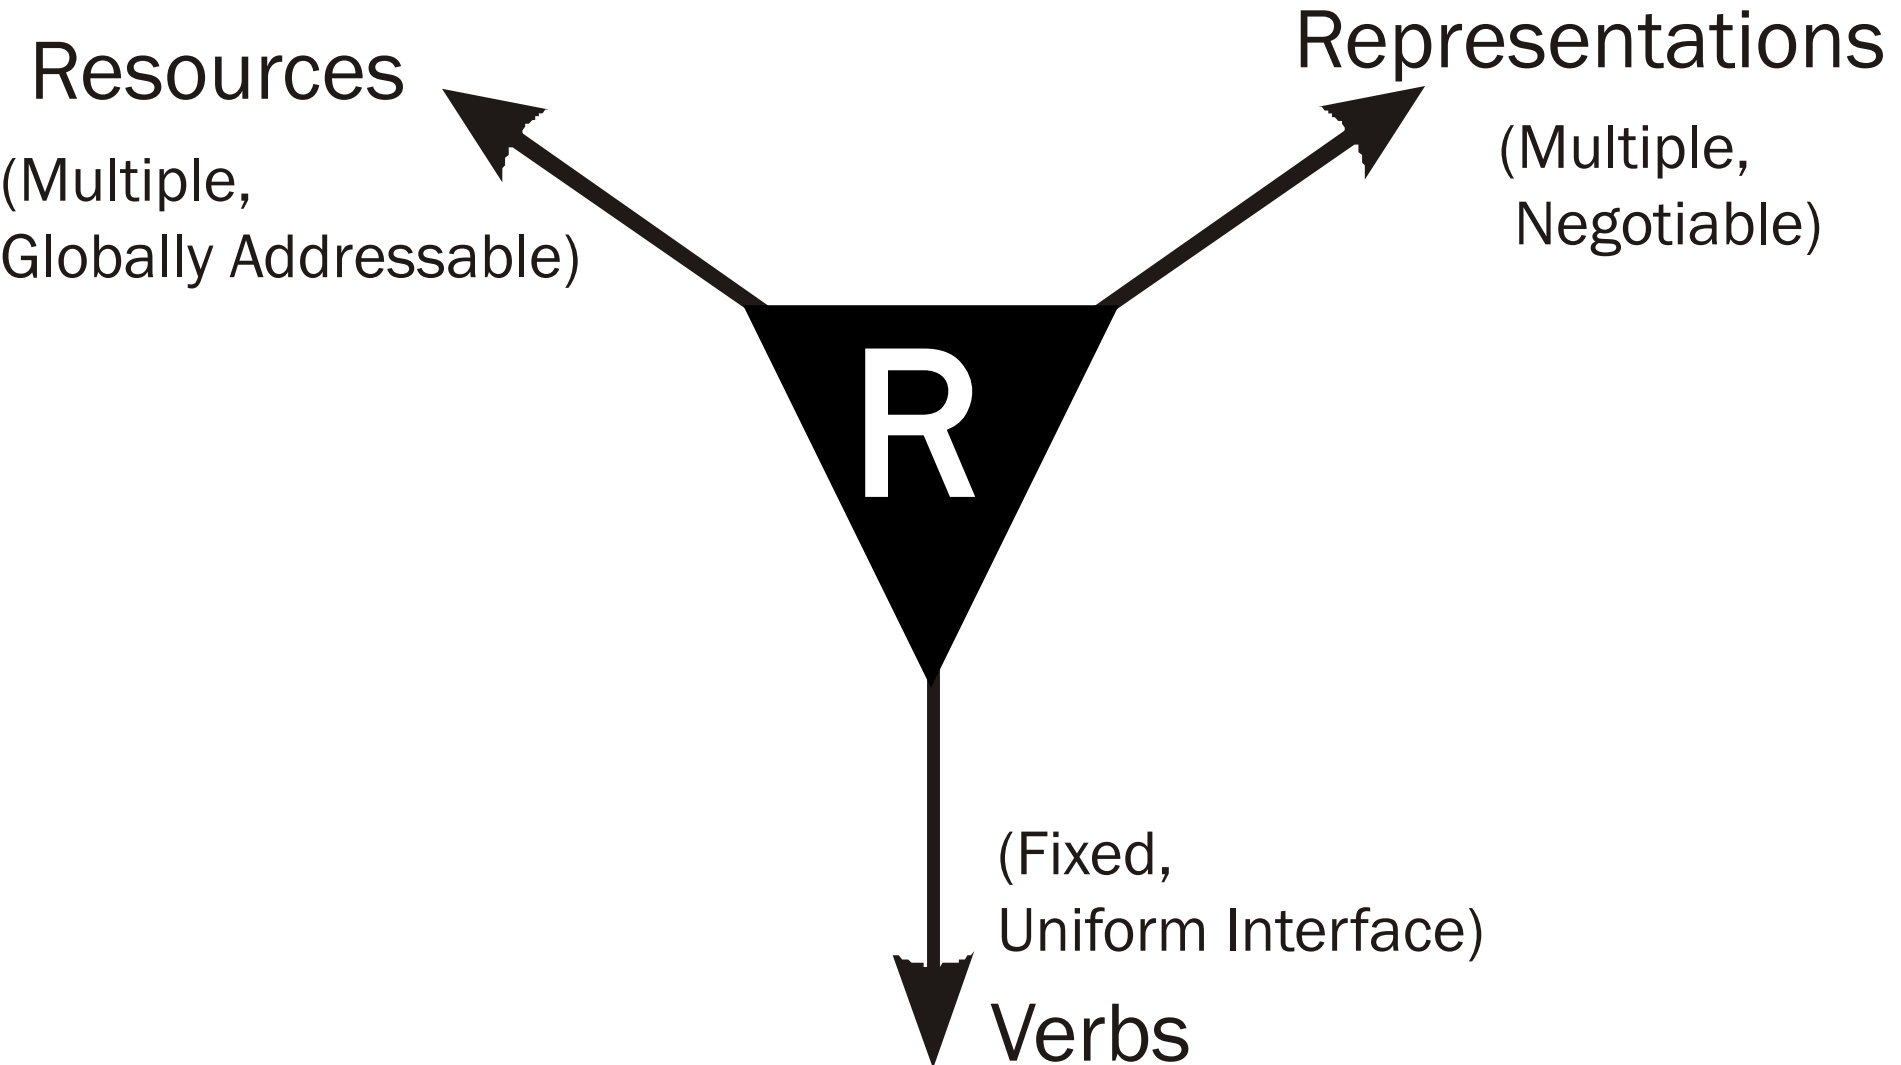 Resources
(Multiple,
Globally Addressable)
Representations
(Multiple,
Negotiable)
R
(Fixed,
Uniform Interface)
Verbs